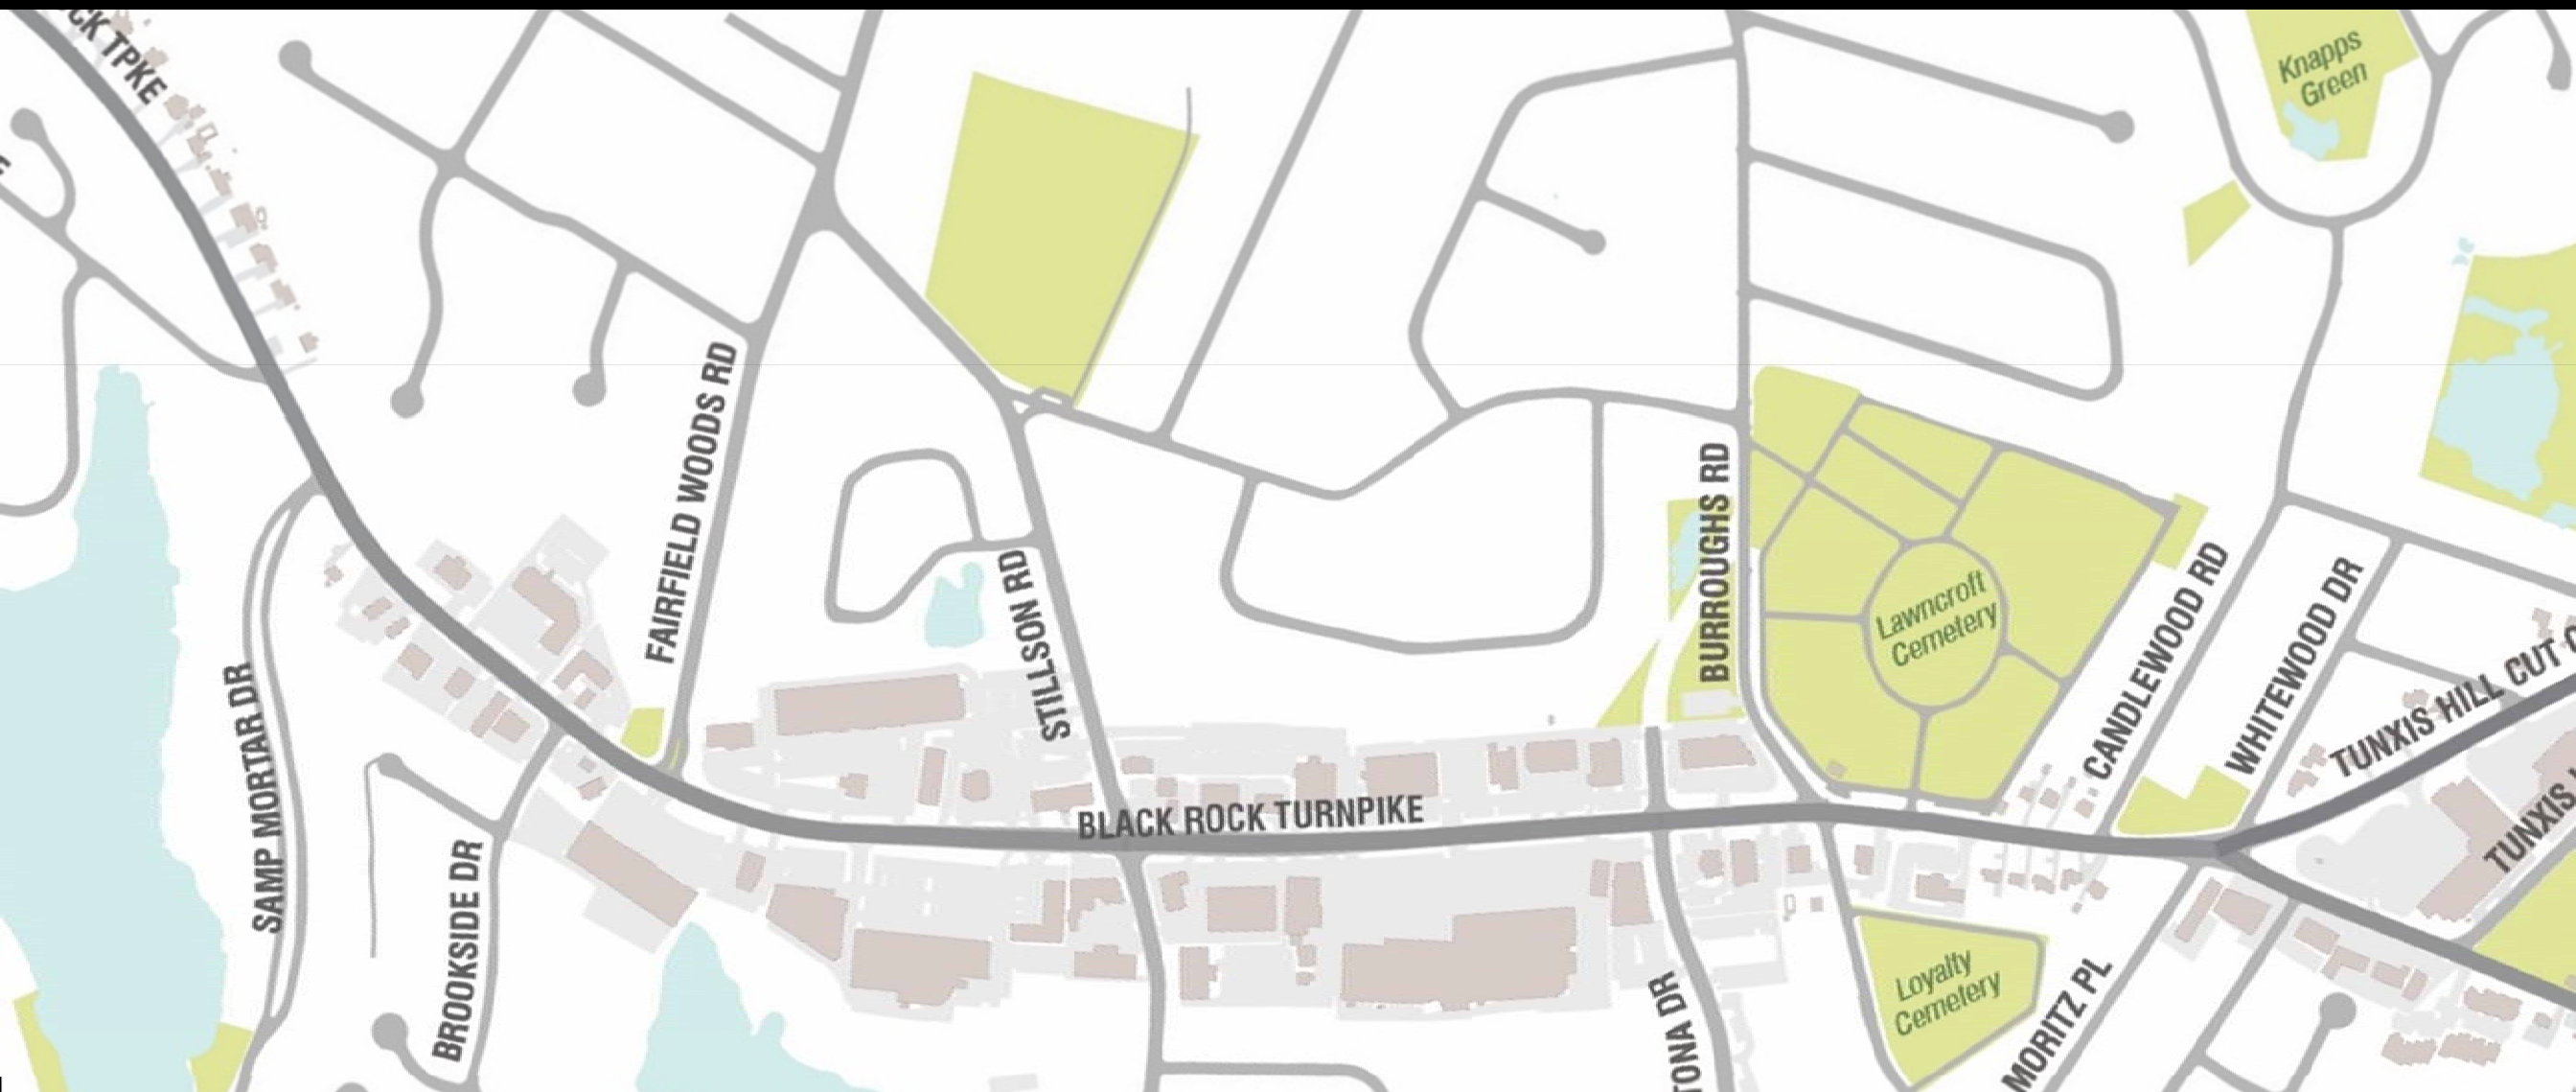 CK TPKE
Knapps
Green
FAIRFIELD WOODS RD
STILLSON RD
BURROUGHS RD
Lawncroft
Cemetery
CANDLEWOOD RD
WHITEWOOD DR
TUNXIS HILL CUT
TUNXIS
SAMP MORTAR DR
BROOKSIDE DR
BLACK ROCK TURNPIKE
TONA DR
Loyalty
Cemetery
MORITZ PL